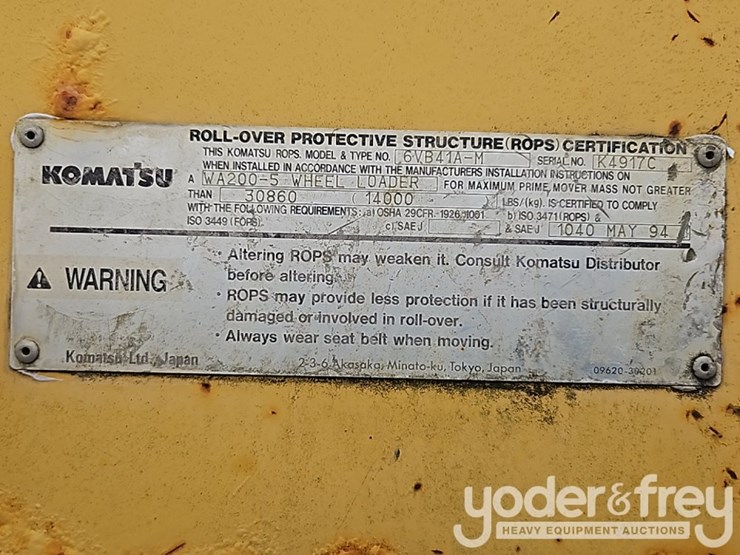 ROLL-OVER PROTECTIVE STRUCTURE(ROPS) CERTIFICATION
KOMATSU
THIS KOMATSU ROPS. MODEL & TYPE NO. 6VB41A-M SERIAL NO. K4917C
WHEN INSTALLED IN ACCORDANCE WITH THE MANUFACTURERS INSTALLATION INSTRUCTIONS ON
A WA200-5 WHEEL LOADER FOR MAXIMUM PRIME MOVER MASS NOT GREATER
THAN 30860 ( 14000 ) LBS/(kg). IS CERTIFIED TO COMPLY
WITH THE FOLLOWING REQUIREMENTS: a) OSHA 29CFR. 1926.1001 b) ISO 3471(ROPS) &
ISO 3449 (FOPS). c) SAE J & SAE J 1040 MAY 94
WARNING
· Altering ROPS may weaken it. Consult Komatsu Distributor
before altering.
· ROPS may provide less protection if it has been structurally
damaged or involved in roll-over.
· Always wear seat belt when moving.
Komatsu Ltd. Japan
2-3-6 Akasaka, Minato-ku, Tokyo, Japan
09620-30201
yoder&frey
HEAVY EQUIPMENT AUCTIONS